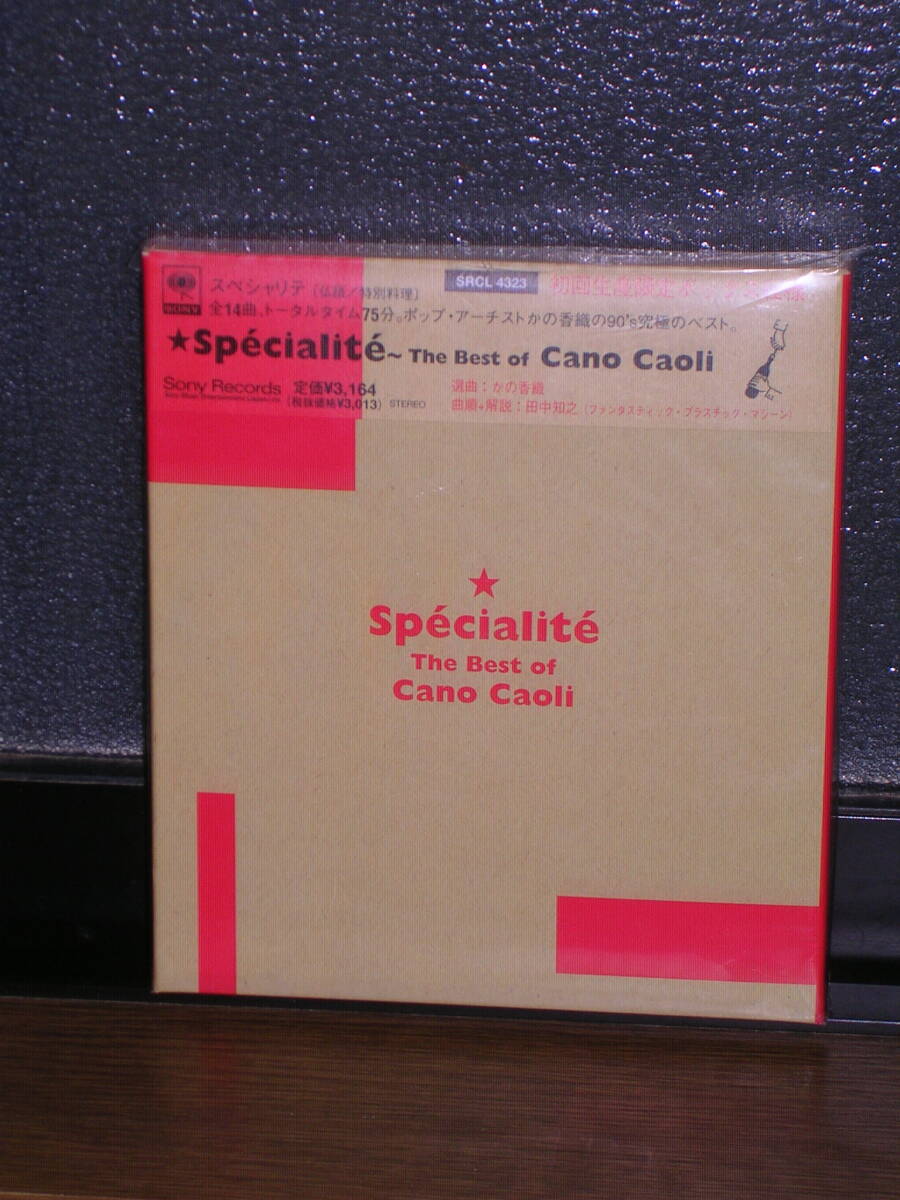 スペシャリテ〔仏語/特別料理〕
SRCL 4323
初回生産限定
SONY
全14曲、トータルタイム75分。ポップ・アーチストかの香織の90's究極のベスト。
★Spécialité~ The Best of Cano Caoli
Sony Records 定価¥3,164
(税抜価格¥3,013) STEREO
選曲:かの香織
曲順+解説:田中知之(ファンタスティック・プラスチック・マシーン)
★
Spécialité
The Best of
Cano Caoli